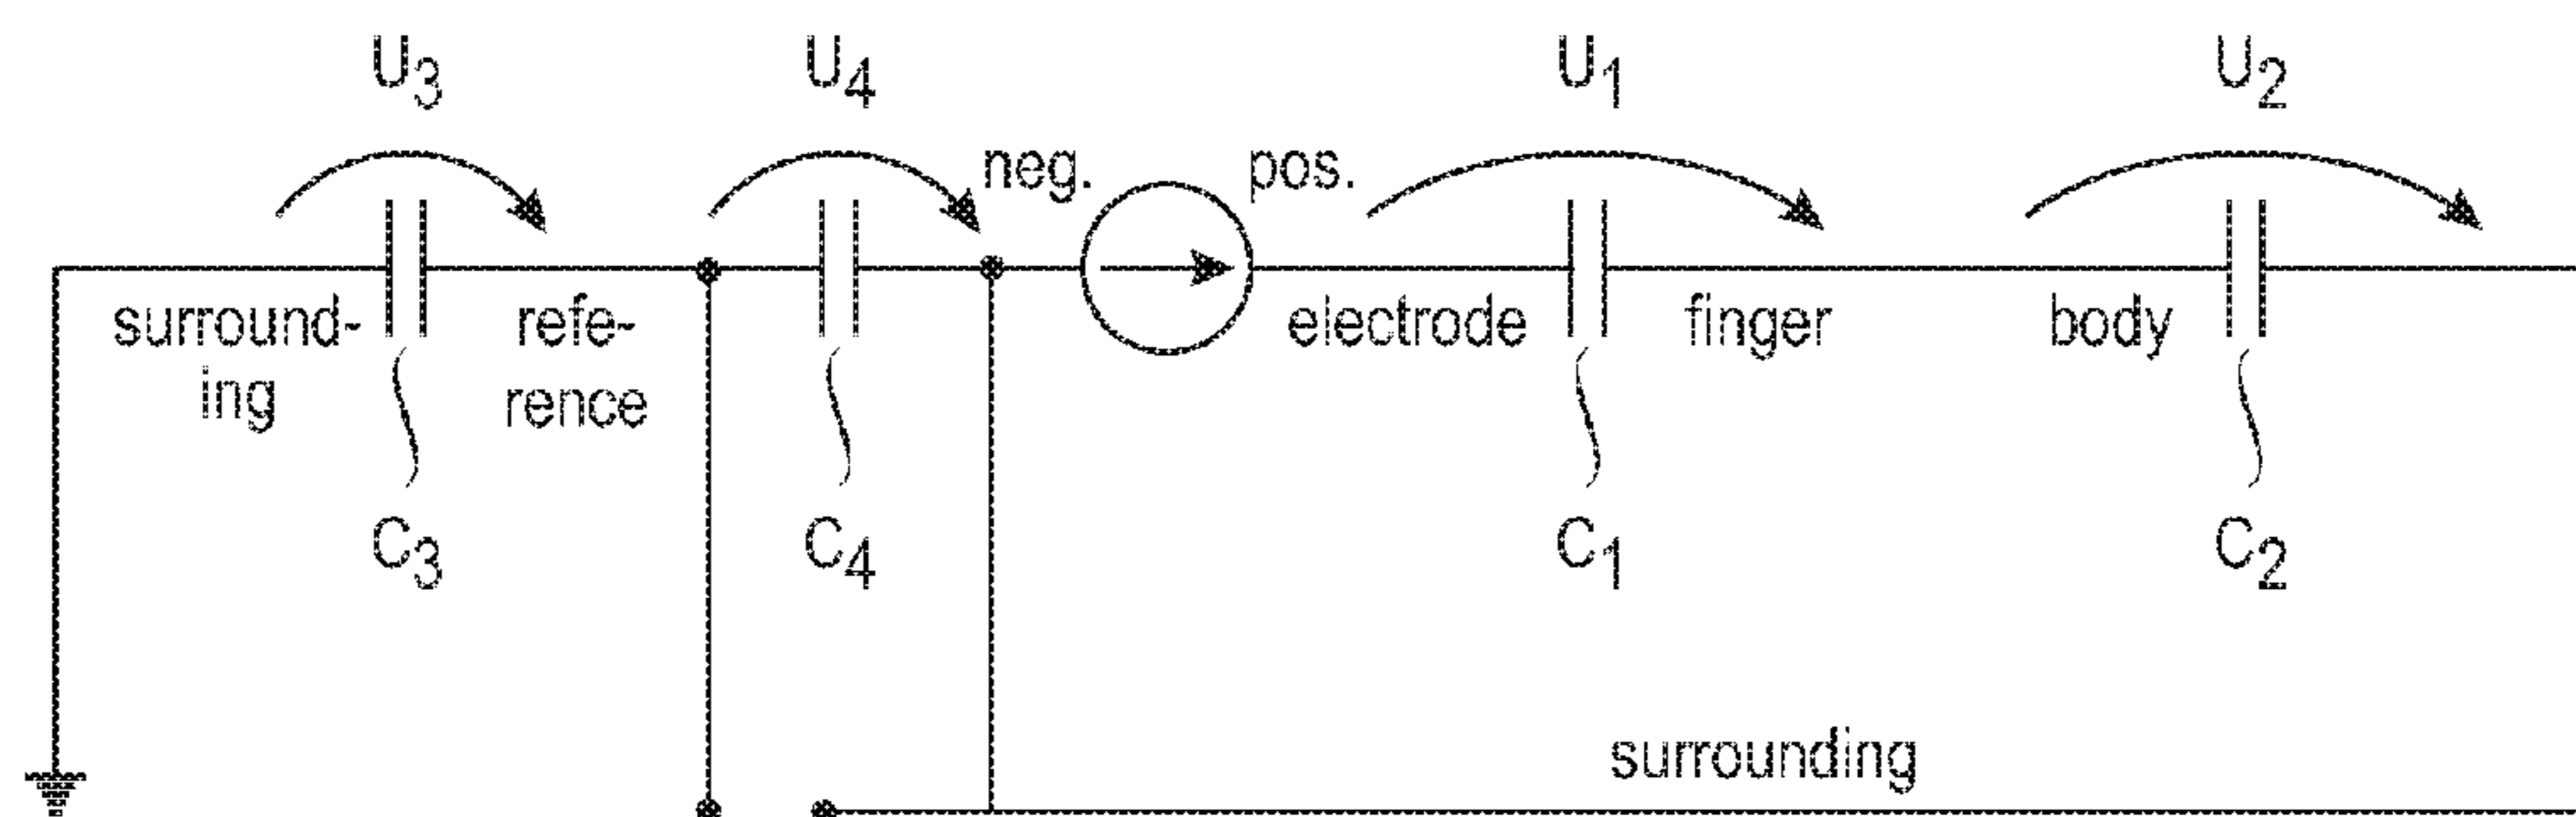 U3 U4 U1 U2
neg. pos.
surround- refe- electrode finger body
ing rence
C3 C4 C1 C2
surrounding